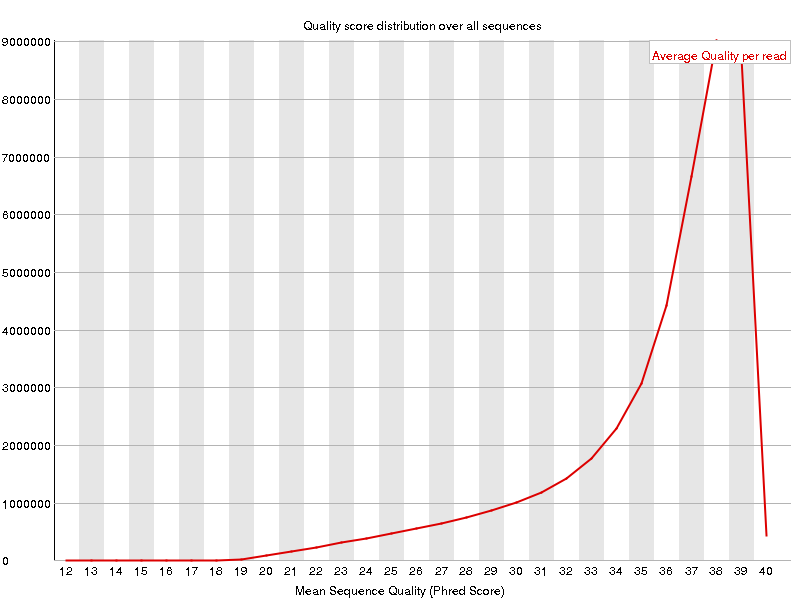 Quality score distribution over all sequences
9000000
Average Quality per read
8000000
7000000
6000000
5000000
4000000
3000000
2000000
1000000
0
12 13 14 15 16 17 18 19 20 21 22 23 24 25 26 27 28 29 30 31 32 33 34 35 36 37 38 39 40
Mean Sequence Quality (Phred Score)